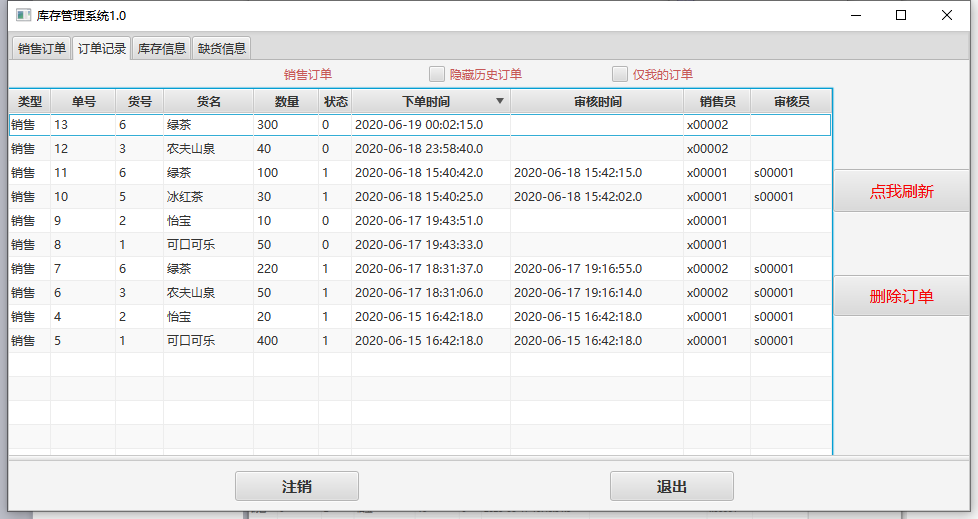 库存管理系统1.0
销售订单 订单记录 库存信息 缺货信息
销售订单 隐藏历史订单 仅我的订单
类型 单号 货号 货名 数量 状态 下单时间 审核时间 销售员 审核员
销售 13 6 绿茶 300 0 2020-06-19 00:02:15.0 x00002
销售 12 3 农夫山泉 40 0 2020-06-18 23:58:40.0 x00002
销售 11 6 绿茶 100 1 2020-06-18 15:40:42.0 2020-06-18 15:42:15.0 x00001 s00001
销售 10 5 冰红茶 30 1 2020-06-18 15:40:25.0 2020-06-18 15:42:02.0 x00001 s00001
销售 9 2 怡宝 10 0 2020-06-17 19:43:51.0 x00001
销售 8 1 可口可乐 50 0 2020-06-17 19:43:33.0 x00001
销售 7 6 绿茶 220 1 2020-06-17 18:31:37.0 2020-06-17 19:16:55.0 x00002 s00001
销售 6 3 农夫山泉 50 1 2020-06-17 18:31:06.0 2020-06-17 19:16:14.0 x00002 s00001
销售 4 2 怡宝 20 1 2020-06-15 16:42:18.0 2020-06-15 16:42:18.0 x00001 s00001
销售 5 1 可口可乐 400 1 2020-06-15 16:42:18.0 2020-06-15 16:42:18.0 x00001 s00001
点我刷新
删除订单
注销 退出